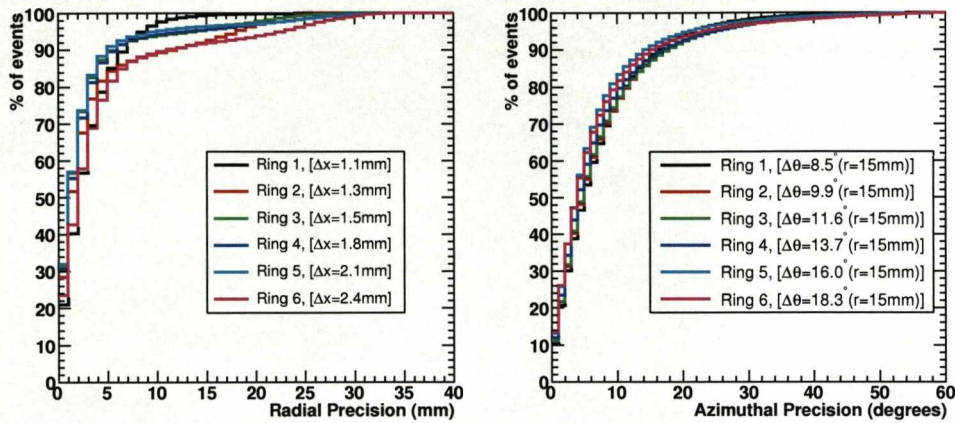 % of events
100
90
80
70
60
50
40
30
20
10
0
Ring 1, [Δx=1.1mm]
Ring 2, [Δx=1.3mm]
Ring 3, [Δx=1.5mm]
Ring 4, [Δx=1.8mm]
Ring 5, [Δx=2.1mm]
Ring 6, [Δx=2.4mm]
0 5 10 15 20 25 30 35 40
Radial Precision (mm)
% of events
100
90
80
70
60
50
40
30
20
10
0
Ring 1, [Δθ=8.5°(r=15mm)]
Ring 2, [Δθ=9.9°(r=15mm)]
Ring 3, [Δθ=11.6°(r=15mm)]
Ring 4, [Δθ=13.7°(r=15mm)]
Ring 5, [Δθ=16.0°(r=15mm)]
Ring 6, [Δθ=18.3°(r=15mm)]
0 10 20 30 40 50 60
Azimuthal Precision (degrees)